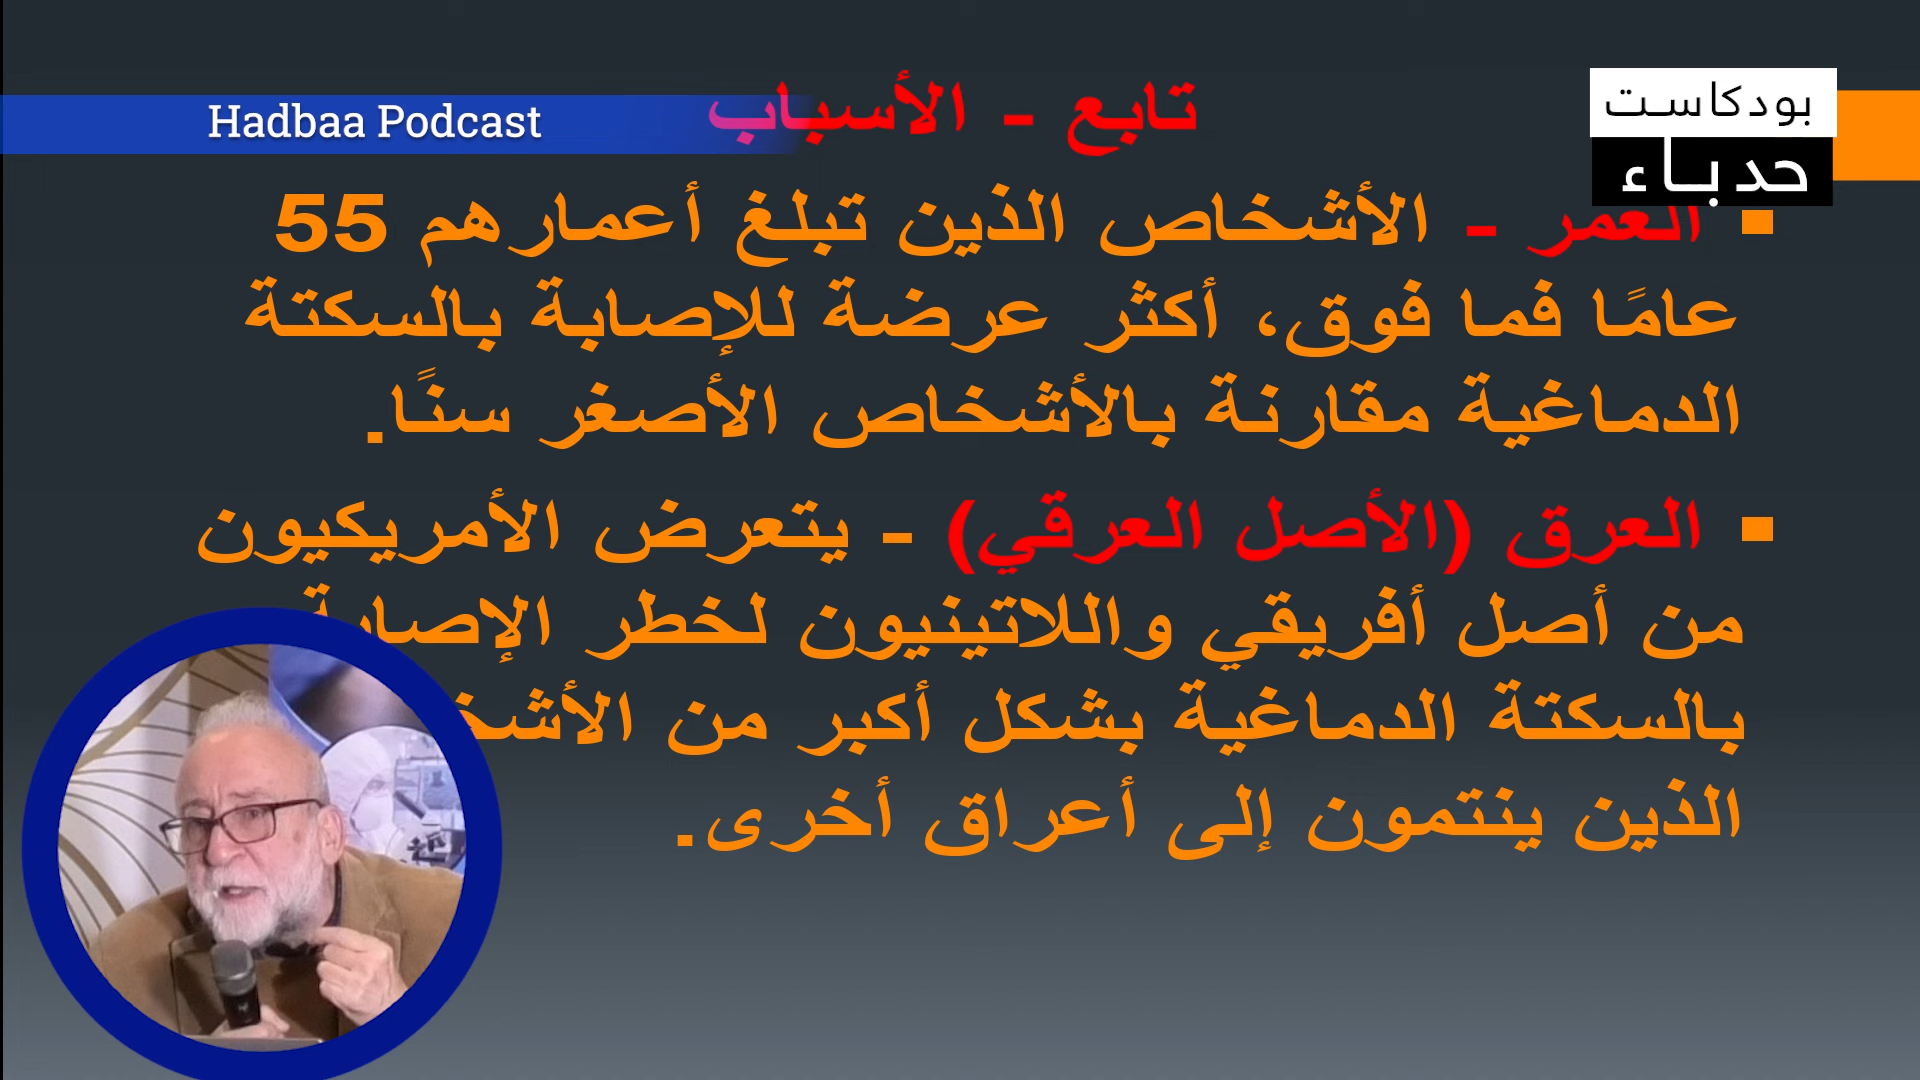 Hadbaa Podcast
بودكاست
حدباء
تابع - الأسباب
العمر - الأشخاص الذين تبلغ أعمارهم 55
عامًا فما فوق، أكثر عرضة للإصابة بالسكتة
الدماغية مقارنة بالأشخاص الأصغر سنًا.
العرق (الأصل العرقي) - يتعرض الأمريكيون
من أصل أفريقي واللاتينيون لخطر الإصابة
بالسكتة الدماغية بشكل أكبر من
الذين ينتمون إلى أعراق أخرى.